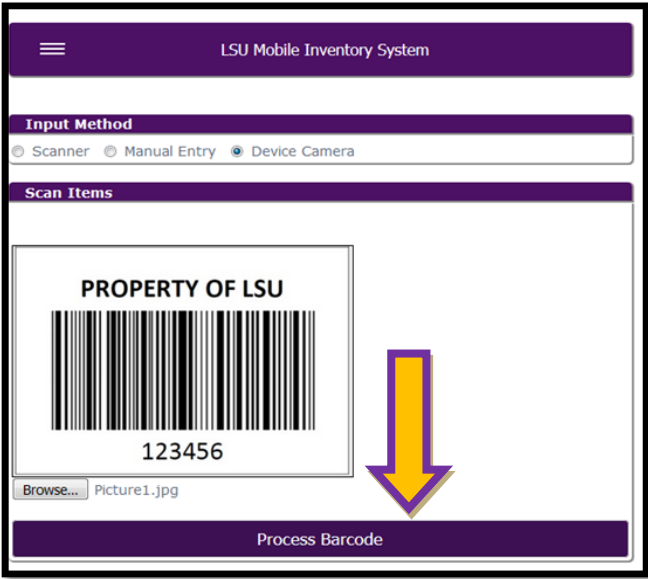 LSU Mobile Inventory System
Input Method
Scanner Manual Entry Device Camera
Scan Items
PROPERTY OF LSU
123456
Browse... Picture1.jpg
Process Barcode